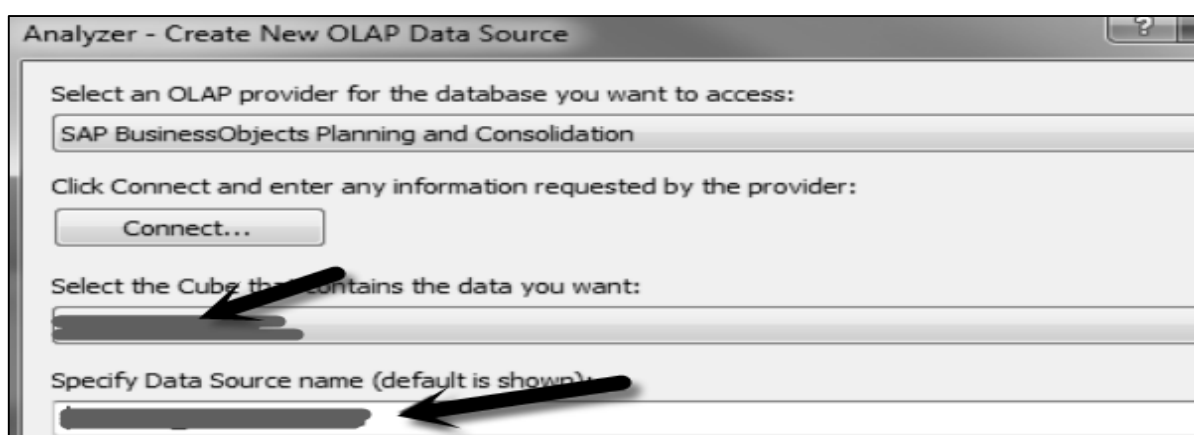 Analyzer - Create New OLAP Data Source
?
Select an OLAP provider for the database you want to access:
SAP BusinessObjects Planning and Consolidation
Click Connect and enter any information requested by the provider:
Connect...
Select the Cube that contains the data you want:
Specify Data Source name (default is shown):